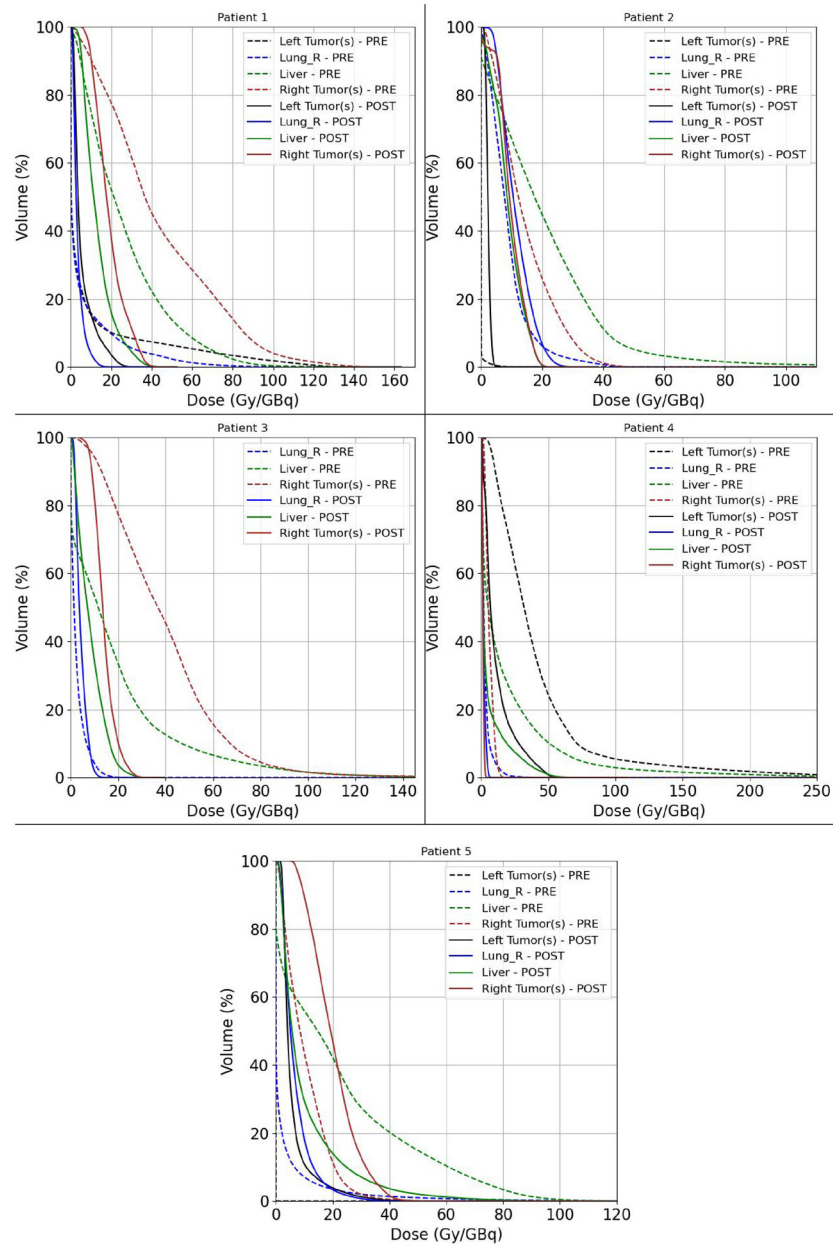 Patient 1
100
80
60
40
20
0
Volume (%)
Left Tumor(s) - PRE
Lung_R - PRE
Liver - PRE
Right Tumor(s) - PRE
Left Tumor(s) - POST
Lung_R - POST
Liver - POST
Right Tumor(s) - POST
0 20 40 60 80 100 120 140 160
Dose (Gy/GBq)
Patient 2
100
80
60
40
20
0
Volume (%)
Left Tumor(s) - PRE
Lung_R - PRE
Liver - PRE
Right Tumor(s) - PRE
Left Tumor(s) - POST
Lung_R - POST
Liver - POST
Right Tumor(s) - POST
0 20 40 60 80 100
Dose (Gy/GBq)
Patient 3
100
80
60
40
20
0
Volume (%)
Lung_R - PRE
Liver - PRE
Right Tumor(s) - PRE
Lung_R - POST
Liver - POST
Right Tumor(s) - POST
0 20 40 60 80 100 120 140
Dose (Gy/GBq)
Patient 4
100
80
60
40
20
0
Volume (%)
Left Tumor(s) - PRE
Lung_R - PRE
Liver - PRE
Right Tumor(s) - PRE
Left Tumor(s) - POST
Lung_R - POST
Liver - POST
Right Tumor(s) - POST
0 50 100 150 200 250
Dose (Gy/GBq)
Patient 5
100
80
60
40
20
0
Volume (%)
Left Tumor(s) - PRE
Lung_R - PRE
Liver - PRE
Right Tumor(s) - PRE
Left Tumor(s) - POST
Lung_R - POST
Liver - POST
Right Tumor(s) - POST
0 20 40 60 80 100 120
Dose (Gy/GBq)